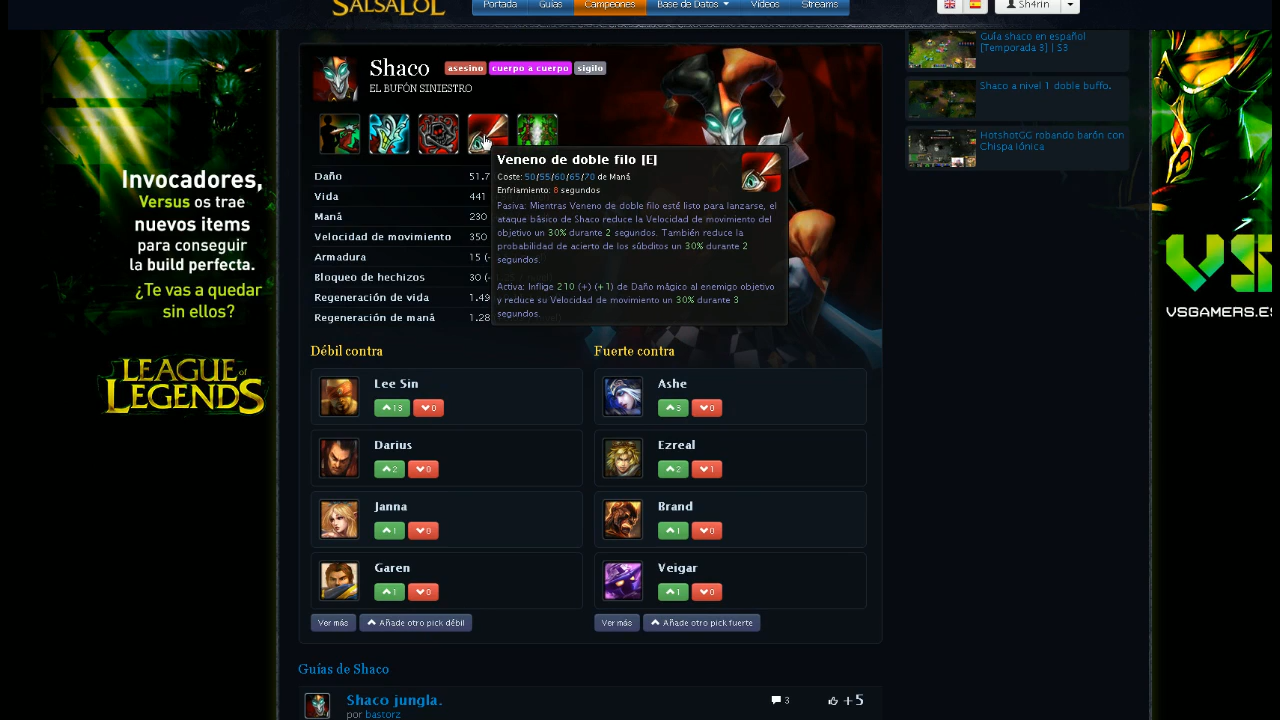 SALSALOL
Portada
Guías
Campeones
Base de Datos
Videos
Streams
Sh4rin
Invocadores,
Versus os trae
nuevos items
para conseguir
la build perfecta.
¿Te vas a quedar
sin ellos?
LEAGUE of
LEGENDS
Shaco
asesino
cuerpo a cuerpo
sigilo
EL BUFÓN SINIESTRO
Daño 51.7
Vida 441
Maná 230
Velocidad de movimiento 350
Armadura 15 (
Bloqueo de hechizos 30 (
Regeneración de vida 1.49
Regeneración de maná 1.28
Veneno de doble filo [E]
Coste: 50/55/60/65/70 de Maná
Enfriamiento: 8 segundos
Pasiva: Mientras Veneno de doble filo esté listo para lanzarse, el
ataque básico de Shaco reduce la Velocidad de movimiento del
objetivo un 30% durante 2 segundos. También reduce la
probabilidad de acierto de los súbditos un 30% durante 2
segundos.
Activa: Inflige 210 (+) (+1) de Daño mágico al enemigo objetivo
y reduce su Velocidad de movimiento un 30% durante 3
segundos.
Débil contra
Lee Sin
13 0
Darius
2 0
Janna
1 0
Garen
1 0
Ver más
Añade otro pick débil
Fuerte contra
Ashe
5 0
Ezreal
2 1
Brand
1 0
Veigar
1 0
Ver más
Añade otro pick fuerte
Guías de Shaco
Shaco jungla.
por bastorz
3
+5
Guía shaco en español
[Temporada 3] | S3
Shaco a nivel 1 doble buffo.
HotshotGG robando barón con
Chispa Iónica
VS
VSGAMERS.ES